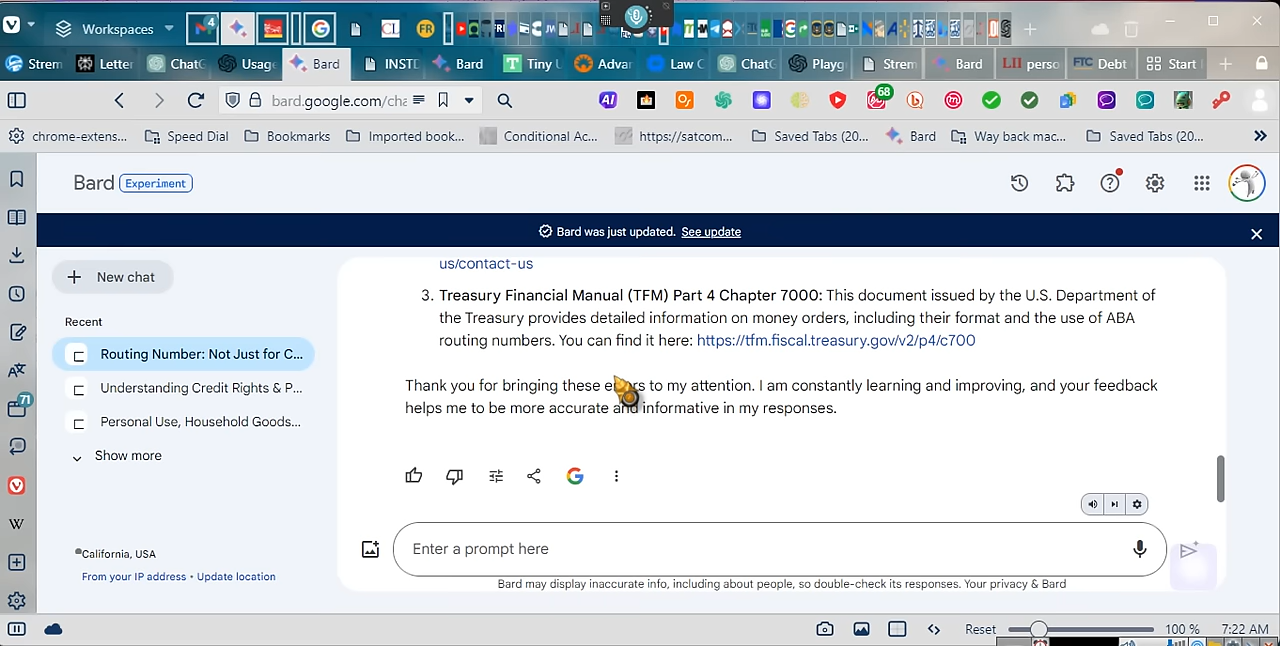 Workspaces
4
Strem
Letter
ChatG
Usage
Bard
INSTD
Bard
Tiny U
Advar
Law C
ChatG
Playg
Strem
Bard
LII perso
FTC Debt
Start
bard.google.com/cha
68
chrome-extens...
Speed Dial
Bookmarks
Imported book...
Conditional Ac...
https://satcom...
Saved Tabs (20...
Bard
Way back mac...
Saved Tabs (20...
Bard Experiment
Bard was just updated. See update
New chat
Recent
Routing Number: Not Just for C...
Understanding Credit Rights & P...
Personal Use, Household Goods...
Show more
71
California, USA
From your IP address • Update location
us/contact-us
3. Treasury Financial Manual (TFM) Part 4 Chapter 7000: This document issued by the U.S. Department of
the Treasury provides detailed information on money orders, including their format and the use of ABA
routing numbers. You can find it here: https://tfm.fiscal.treasury.gov/v2/p4/c700
Thank you for bringing these errors to my attention. I am constantly learning and improving, and your feedback
helps me to be more accurate and informative in my responses.
Enter a prompt here
Bard may display inaccurate info, including about people, so double-check its responses. Your privacy & Bard
Reset
100 %
7:22 AM